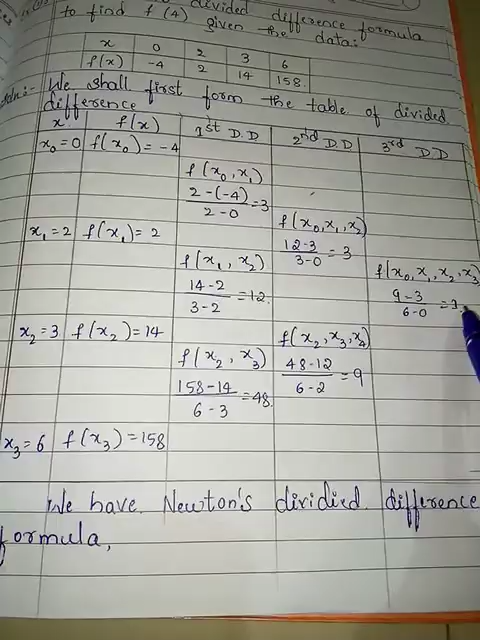 divided difference formula
to find f(4) given the data:
x 0 2 3 6
f(x) -4 2 14 158
Soln:- We shall first form the table of divided
difference
x f(x) 1st D.D 2nd D.D 3rd D.D
x₀=0 f(x₀)=-4
f(x₀,x₁)
2-(-4)/2-0 =3
f(x₀,x₁,x₂)
x₁=2 f(x₁)=2
12-3/3-0 =3
f(x₁,x₂)
f(x₀,x₁,x₂,x₃)
14-2/3-2 =12.
9-3/6-0 =1.
x₂=3 f(x₂)=14
f(x₂,x₃,x₄)
f(x₂,x₃)
48-12/6-2 =9
158-14/6-3 =48.
x₃=6 f(x₃)=158
We have Newton's dividied difference
formula,